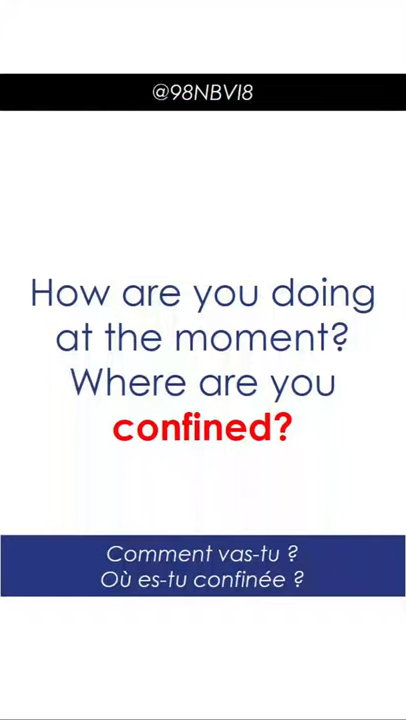 @98NBVI8
How are you doing
at the moment?
Where are you
confined?
Comment vas-tu ?
Où es-tu confinée ?